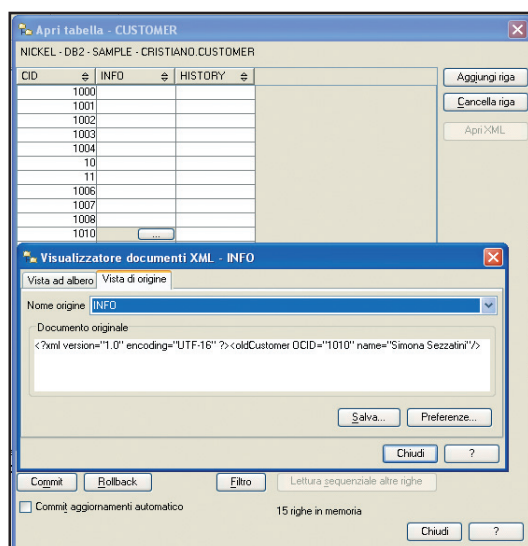 Apri tabella - CUSTOMER
NICKEL - DB2 - SAMPLE - CRISTIANO.CUSTOMER
CID INFO HISTORY
Aggiungi riga
Cancella riga
Apri XML
1000
1001
1002
1003
1004
10
11
1006
1007
1008
1010 ...
Visualizzatore documenti XML - INFO
Vista ad albero Vista di origine
Nome origine INFO
Documento originale
<?xml version="1.0" encoding="UTF-16" ?><oldCustomer OCID="1010" name="Simona Sezzatini"/>
Salva... Preferenze...
Chiudi ?
Commit Rollback Filtro Lettura sequenziale altre righe
Commit aggiornamenti automatico 15 righe in memoria
Chiudi ?